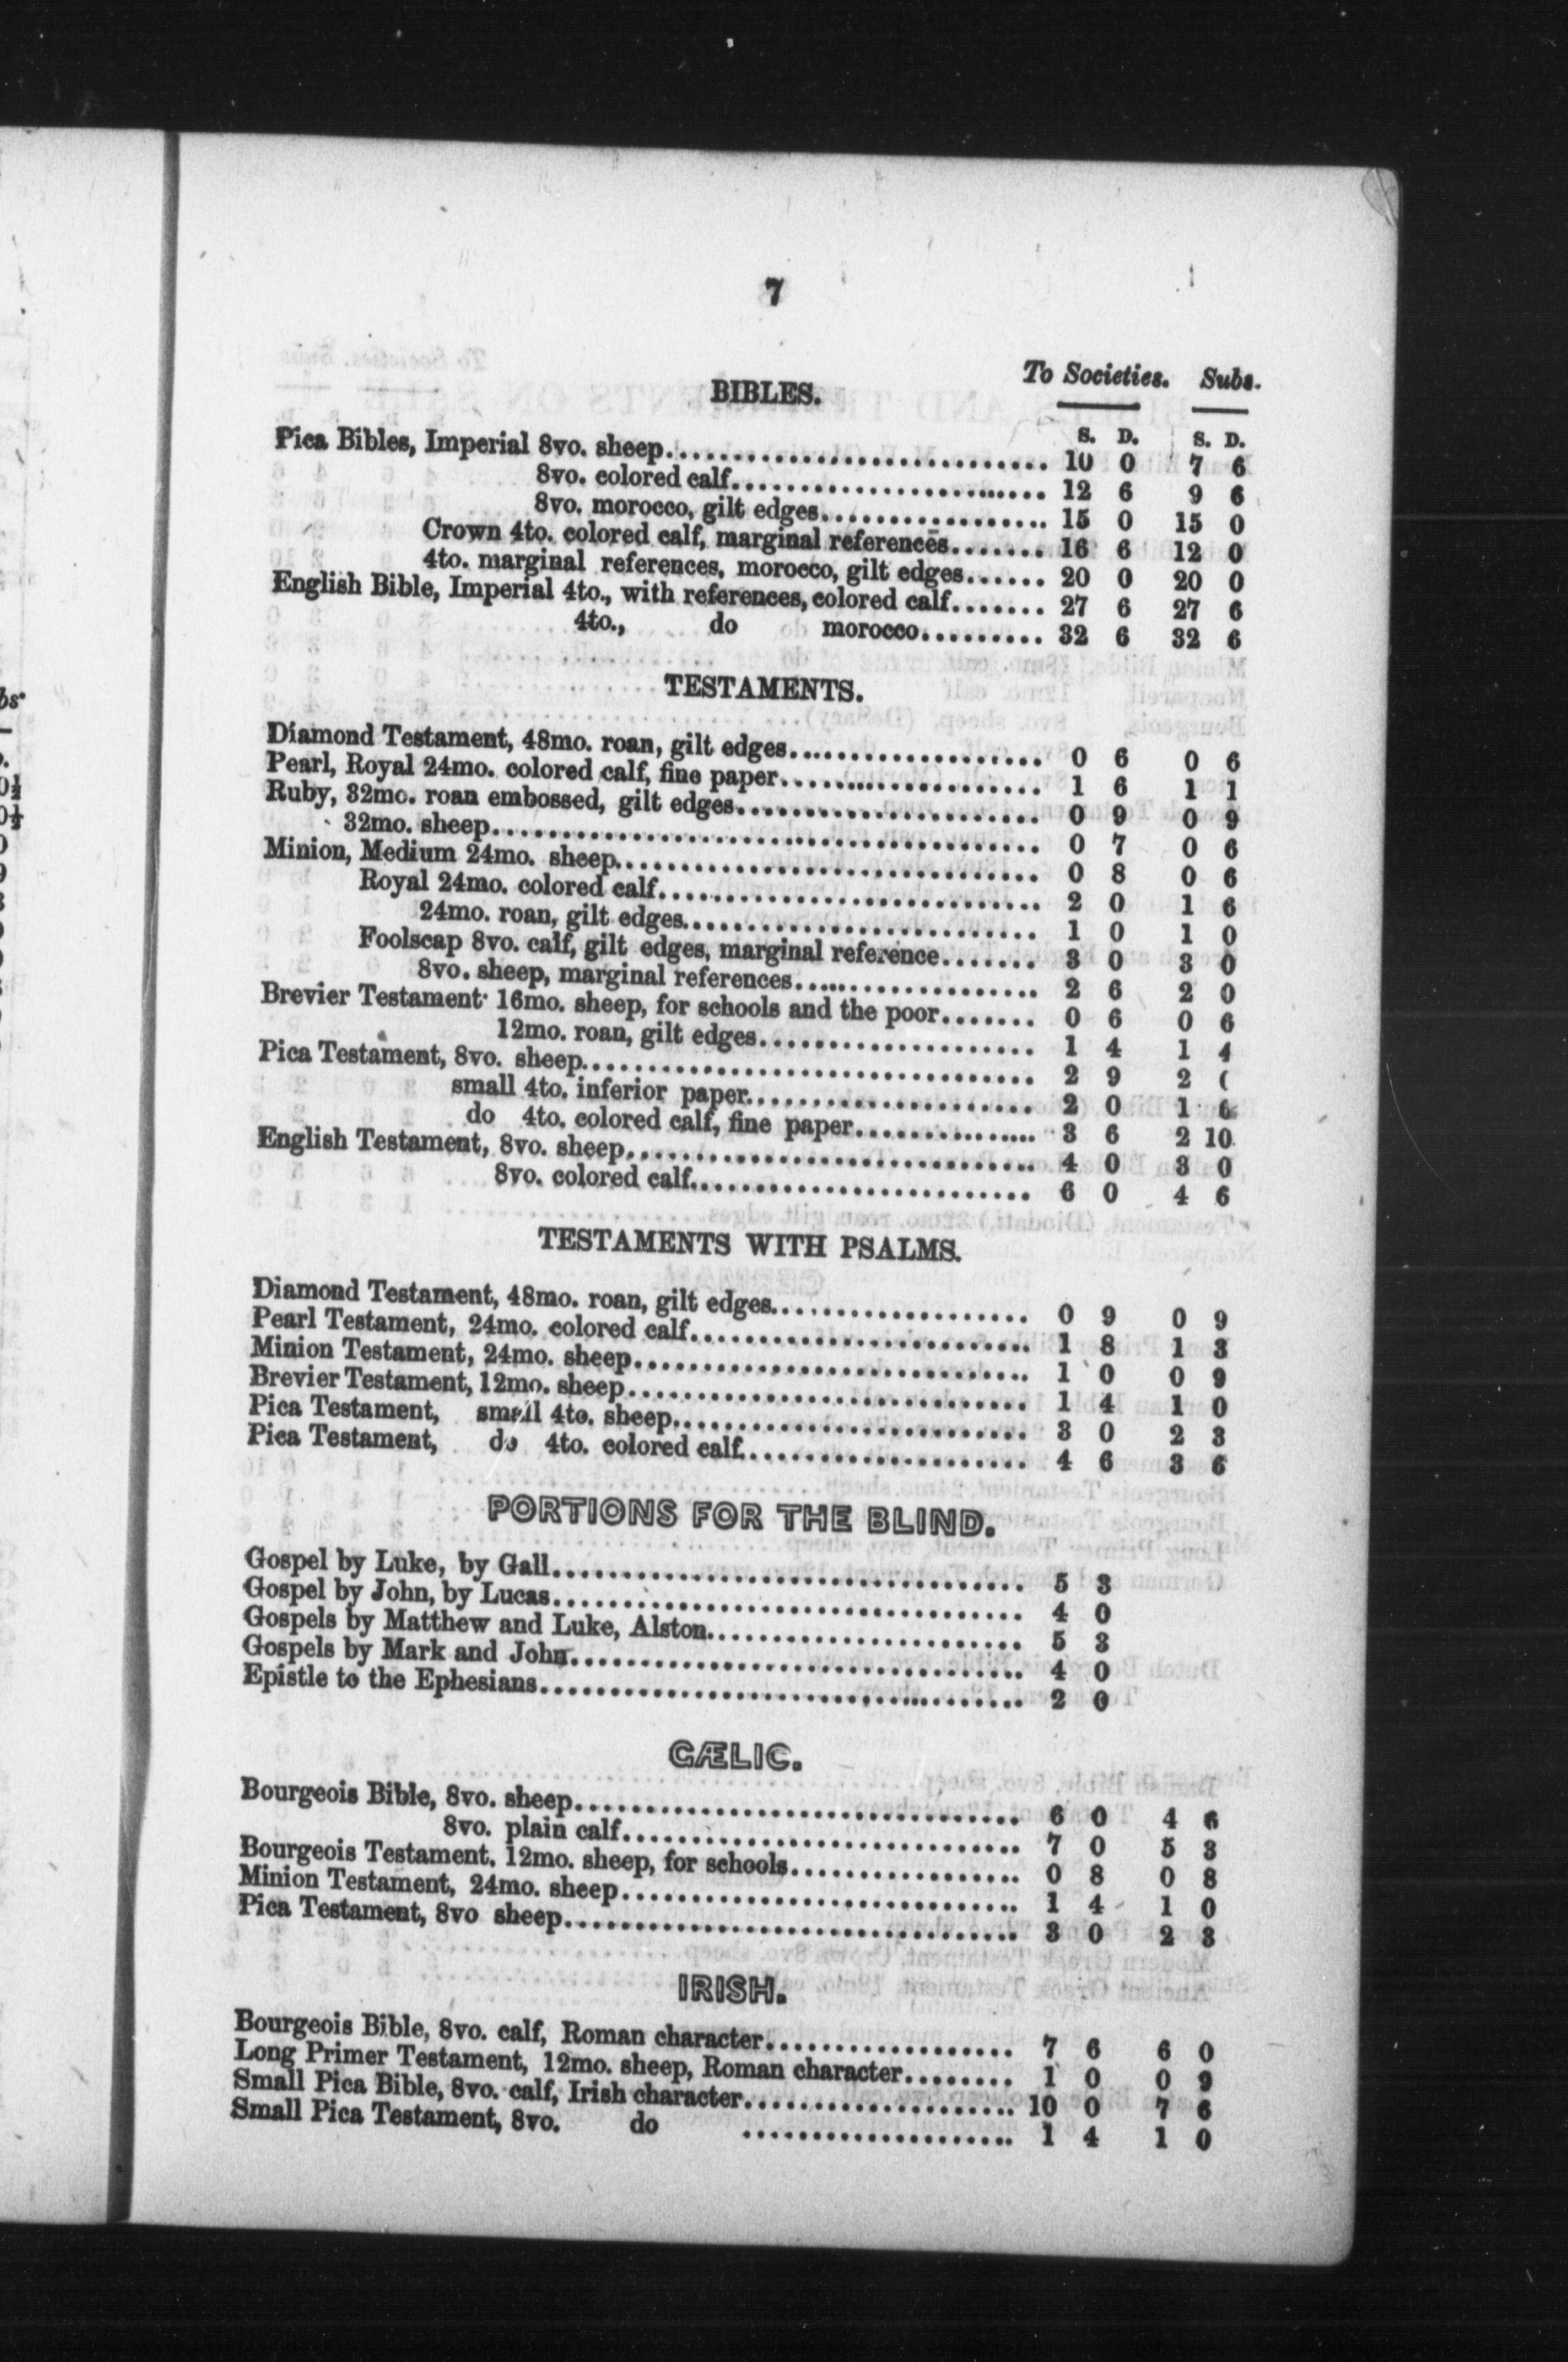 7
To Societies. Subs.
BIBLES.
S. D. S. D.
Pica Bibles, Imperial 8vo. sheep.............................. 10 0 7 6
8vo. colored calf........................ 12 6 9 6
8vo. morocco, gilt edges.................. 15 0 15 0
Crown 4to. colored calf, marginal references....... 16 6 12 0
4to. marginal references, morocco, gilt edges...... 20 0 20 0
English Bible, Imperial 4to., with references, colored calf....... 27 6 27 6
4to., do morocco......... 32 6 32 6
TESTAMENTS.
Diamond Testament, 48mo. roan, gilt edges................... 0 6 0 6
Pearl, Royal 24mo. colored calf, fine paper.................... 1 6 1 1
Ruby, 32mo. roan embossed, gilt edges....................... 0 9 0 9
32mo. sheep........................................ 0 7 0 6
Minion, Medium 24mo. sheep............................... 0 8 0 6
Royal 24mo. colored calf............................ 2 0 1 6
24mo. roan, gilt edges.......................... 1 0 1 0
Foolscap 8vo. calf, gilt edges, marginal reference....... 3 0 3 0
8vo. sheep, marginal references................. 2 6 2 0
Brevier Testament 16mo. sheep, for schools and the poor....... 0 6 0 6
12mo. roan, gilt edges.................... 1 4 1 4
Pica Testament, 8vo. sheep................................. 2 9 2
small 4to. inferior paper..................... 2 0 1 6
do 4to. colored calf, fine paper.............. 3 6 2 10
English Testament, 8vo. sheep.............................. 4 0 3 0
8vo. colored calf......................... 6 0 4 6
TESTAMENTS WITH PSALMS.
Diamond Testament, 48mo. roan, gilt edges................... 0 9 0 9
Pearl Testament, 24mo. colored calf......................... 1 8 1 3
Minion Testament, 24mo. sheep............................. 1 0 0 9
Brevier Testament, 12mo. sheep............................. 1 4 1 0
Pica Testament, small 4to. sheep.......................... 3 0 2 3
Pica Testament, do 4to. colored calf..................... 4 6 3 6
PORTIONS FOR THE BLIND.
Gospel by Luke, by Gall................................... 5 3
Gospel by John, by Lucas.................................. 4 0
Gospels by Matthew and Luke, Alston....................... 5 3
Gospels by Mark and John................................. 4 0
Epistle to the Ephesians................................... 2 0
GÆLIC.
Bourgeois Bible, 8vo. sheep................................ 6 0 4 6
8vo. plain calf............................. 7 0 5 3
Bourgeois Testament, 12mo. sheep, for schools................. 0 8 0 8
Minion Testament, 24mo. sheep............................. 1 4 1 0
Pica Testament, 8vo sheep................................. 3 0 2 3
IRISH.
Bourgeois Bible, 8vo. calf, Roman character................... 7 6 6 0
Long Primer Testament, 12mo. sheep, Roman character........ 1 0 0 9
Small Pica Bible, 8vo. calf, Irish character.................... 10 0 7 6
Small Pica Testament, 8vo. do .................... 1 4 1 0